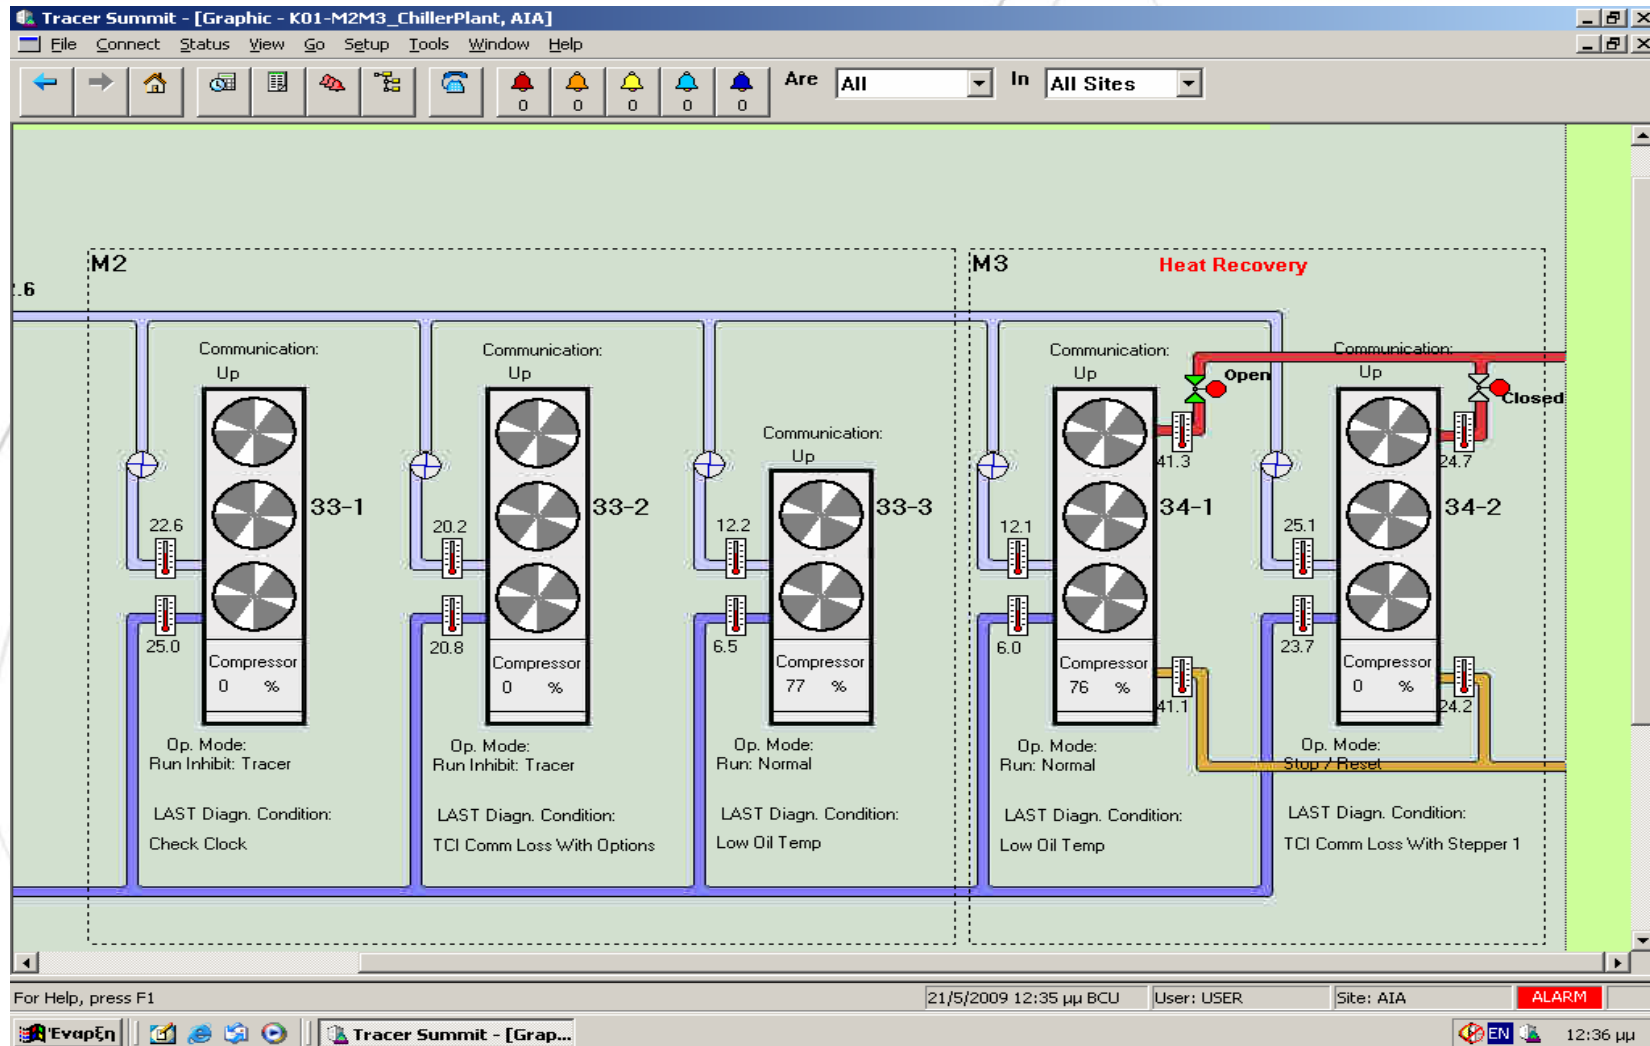 Tracer Summit - [Graphic - K01-M2M3_ChillerPlant, AIA]
File Connect Status View Go Setup Tools Window Help
0 0 0 0 0 Are All In All Sites
M2
M3 Heat Recovery
.6
Communication:
Up
Communication:
Up
Communication:
Up
Communication:
Up
Communication:
Up
Open
Closed
41.3
24.7
33-1
33-2
33-3
34-1
34-2
22.6
20.2
12.2
12.1
25.1
25.0
20.8
6.5
6.0
23.7
Compressor
0 %
Compressor
0 %
Compressor
77 %
Compressor
76 %
Compressor
0 %
41.1
24.2
Op. Mode:
Run Inhibit: Tracer
Op. Mode:
Run Inhibit: Tracer
Op. Mode:
Run: Normal
Op. Mode:
Run: Normal
Op. Mode:
Stop / Reset
LAST Diagn. Condition:
Check Clock
LAST Diagn. Condition:
TCI Comm Loss With Options
LAST Diagn. Condition:
Low Oil Temp
LAST Diagn. Condition:
Low Oil Temp
LAST Diagn. Condition:
TCI Comm Loss With Stepper 1
For Help, press F1 21/5/2009 12:35 μμ BCU User: USER Site: AIA ALARM
Έναρξη Tracer Summit - [Grap... EN 12:36 μμ